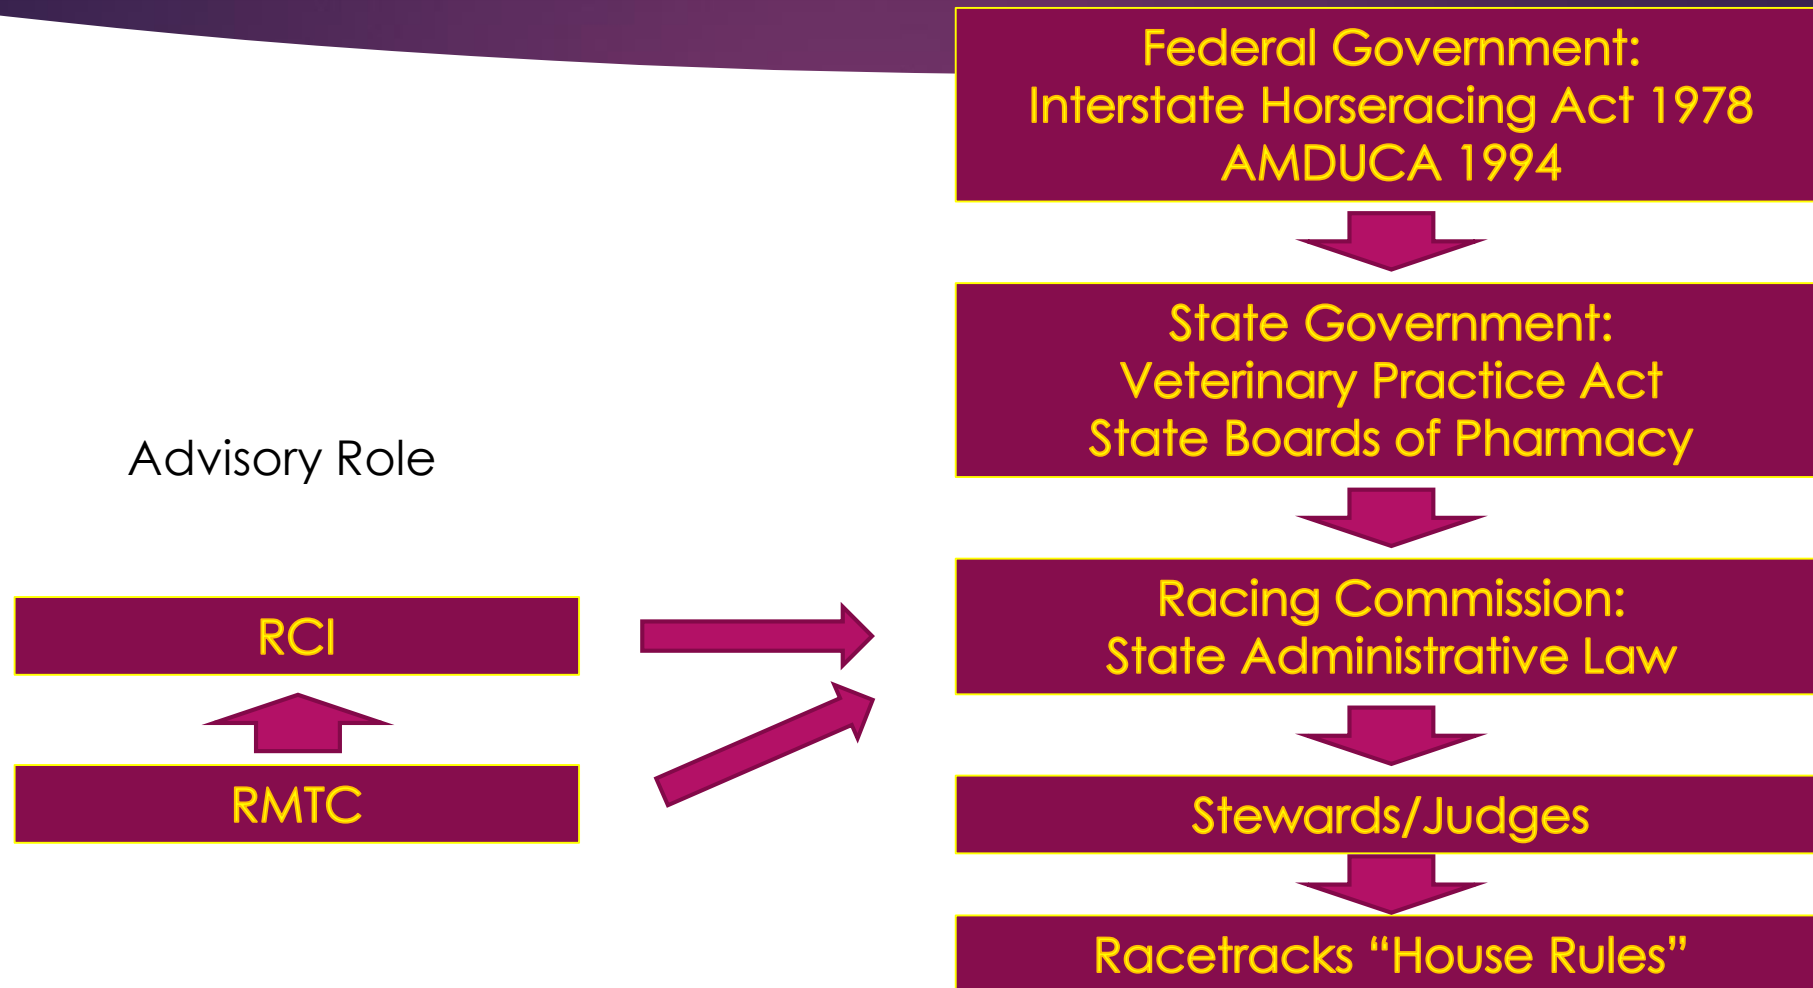 Federal Government:
Interstate Horseracing Act 1978
AMDUCA 1994
State Government:
Veterinary Practice Act
State Boards of Pharmacy
Advisory Role
Racing Commission:
State Administrative Law
RCI
RMTC
Stewards/Judges
Racetracks “House Rules”